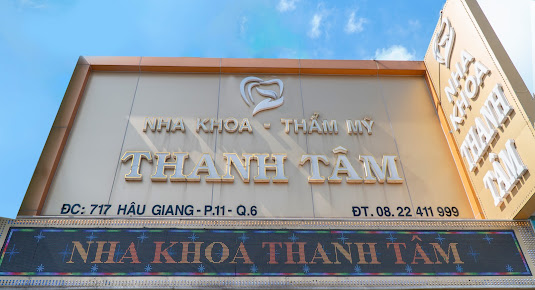 NHA KHOA - THẨM MỸ
THANH TÂM
ĐC: 717 HẬU GIANG - P.11 - Q.6
ĐT. 08.22 411 999
NHA KHOA THANH TÂM
NHA KHOA
THANH TÂM